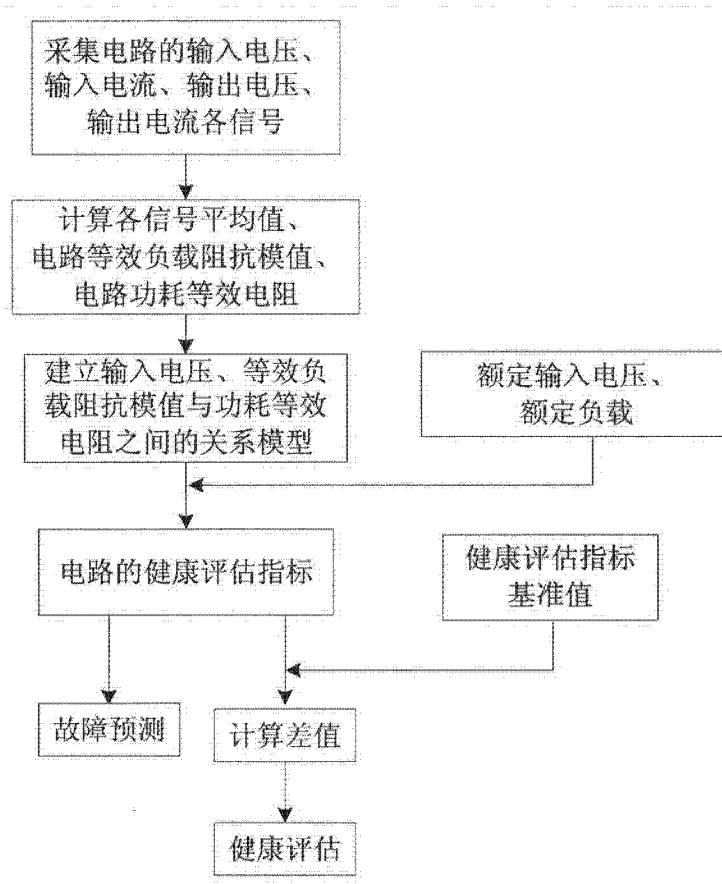 采集电路的输入电压、
输入电流、输出电压、
输出电流各信号
计算各信号平均值、
电路等效负载阻抗模值、
电路功耗等效电阻
建立输入电压、等效负
载阻抗模值与功耗等效
电阻之间的关系模型
额定输入电压、
额定负载
电路的健康评估指标
健康评估指标
基准值
故障预测
计算差值
健康评估